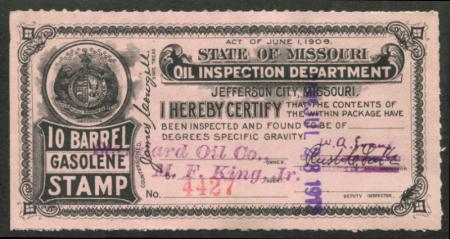 ACT OF JUNE 1, 1909.
STATE OF MISSOURI
OIL INSPECTION DEPARTMENT
JEFFERSON CITY, MISSOURI.
I HEREBY CERTIFY THAT THE CONTENTS OF
THE WITHIN PACKAGE HAVE
BEEN INSPECTED AND FOUND TO BE OF
DEGREES SPECIFIC GRAVITY.
10 BARREL
GASOLENE
STAMP
COUNTERSIGNED
ard Oil Co.,
OWNER.
M. F. King, Jr.
No. 4427
DEPUTY INSPECTOR.